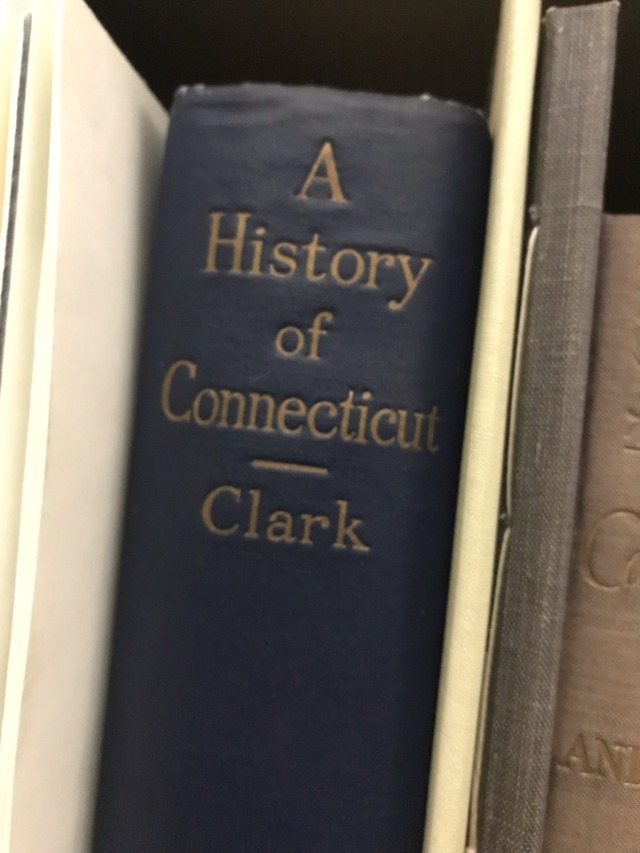 A
History
of
Connecticut
Clark